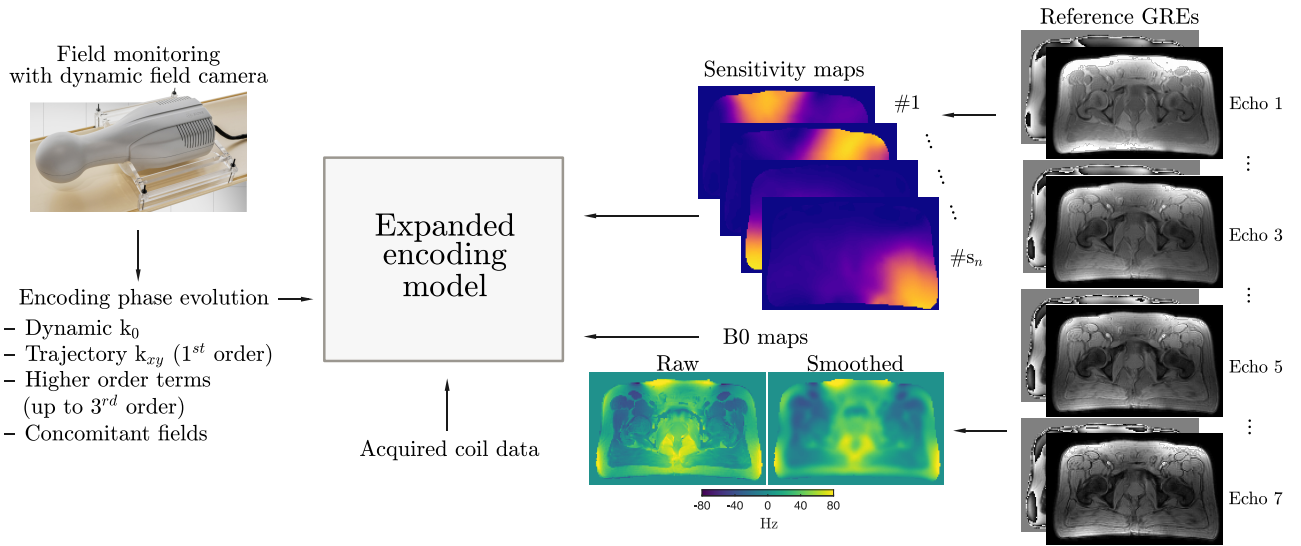 Field monitoring
with dynamic field camera
Encoding phase evolution
– Dynamic k₀
– Trajectory kₓᵧ (1ˢᵗ order)
– Higher order terms
(up to 3ʳᵈ order)
– Concomitant fields
Expanded
encoding
model
Acquired coil data
Sensitivity maps
#1
#sₙ
B0 maps
Raw
Smoothed
-80
-40
0
40
80
Hz
Reference GREs
Echo 1
Echo 3
Echo 5
Echo 7